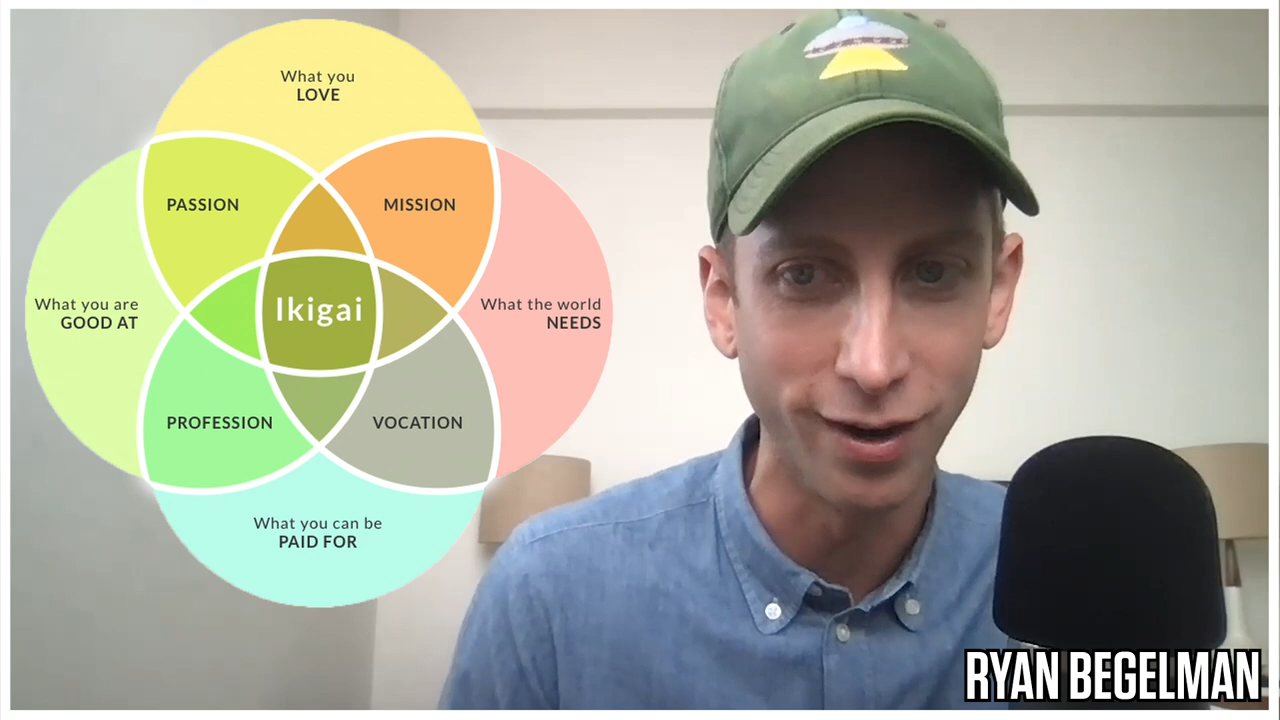 What you
LOVE
PASSION
MISSION
What you are
GOOD AT
Ikigai
What the world
NEEDS
PROFESSION
VOCATION
What you can be
PAID FOR
RYAN BEGELMAN